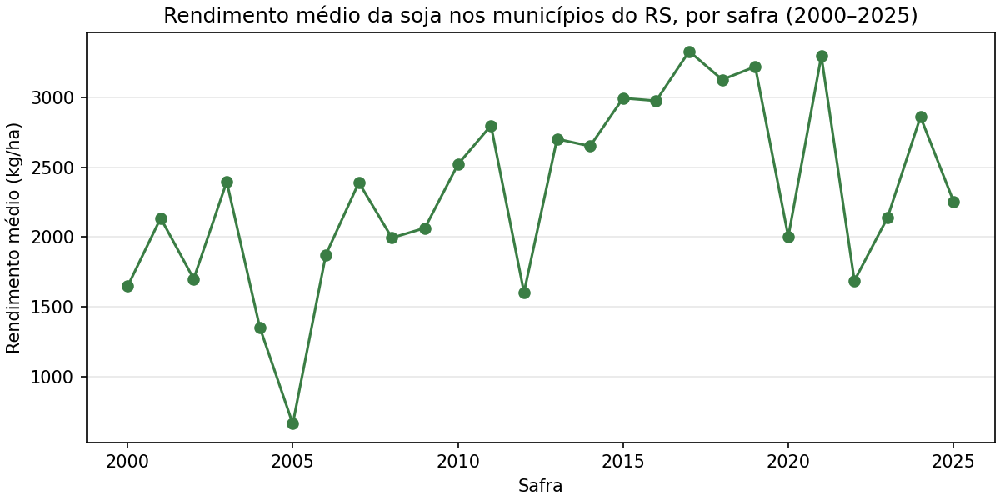 Rendimento médio da soja nos municípios do RS, por safra (2000–2025)
Rendimento médio (kg/ha)
3000
2500
2000
1500
1000
2000 2005 2010 2015 2020 2025
Safra